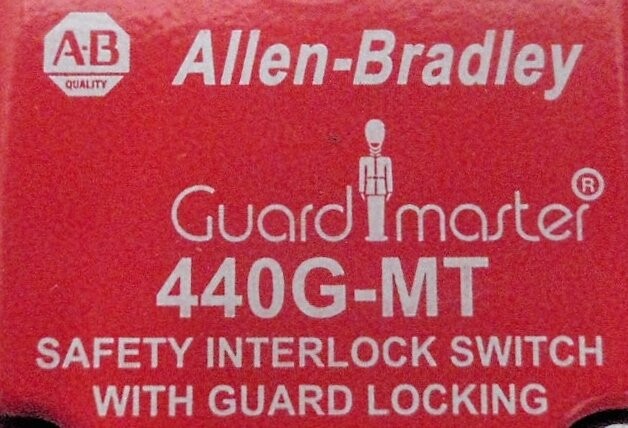 A-B
QUALITY
Allen-Bradley
Guardmaster®
440G-MT
SAFETY INTERLOCK SWITCH
WITH GUARD LOCKING